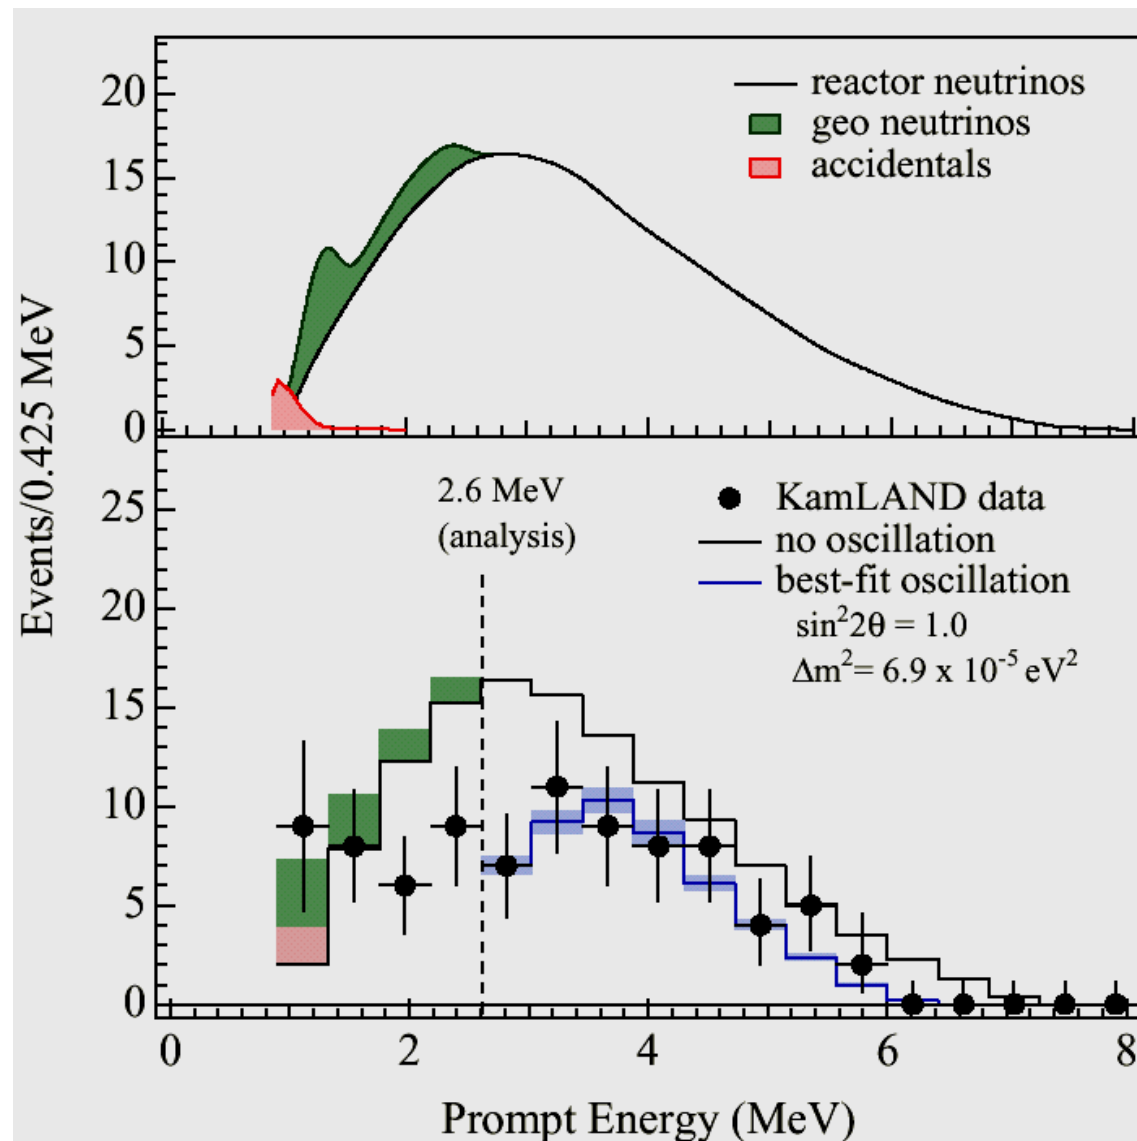 20
15
10
5
0
reactor neutrinos
geo neutrinos
accidentals
Events/0.425 MeV
25
20
15
10
5
0
2.6 MeV
(analysis)
KamLAND data
no oscillation
best-fit oscillation
sin²2θ = 1.0
Δm²= 6.9 x 10⁻⁵ eV²
0 2 4 6 8
Prompt Energy (MeV)